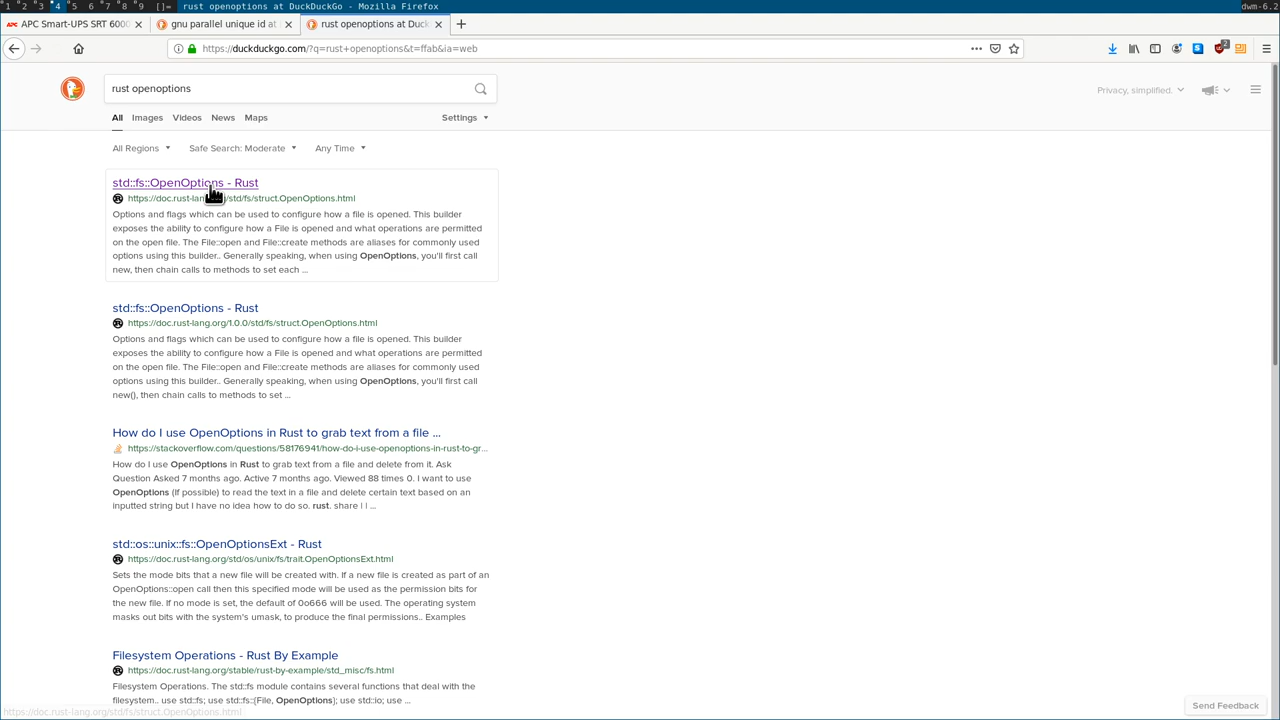 1 2 3 4 5 6 7 8 9 []= rust openoptions at DuckDuckGo - Mozilla Firefox dwm-6.2
APC Smart-UPS SRT 6000 gnu parallel unique id at rust openoptions at Duck
https://duckduckgo.com/?q=rust+openoptions&t=ffab&ia=web
rust openoptions
Privacy, simplified.
All Images Videos News Maps Settings
All Regions Safe Search: Moderate Any Time
std::fs::OpenOptions - Rust
https://doc.rust-lang.org/std/fs/struct.OpenOptions.html
Options and flags which can be used to configure how a file is opened. This builder
exposes the ability to configure how a File is opened and what operations are permitted
on the open file. The File::open and File::create methods are aliases for commonly used
options using this builder.. Generally speaking, when using OpenOptions, you'll first call
new, then chain calls to methods to set each ...
std::fs::OpenOptions - Rust
https://doc.rust-lang.org/1.0.0/std/fs/struct.OpenOptions.html
Options and flags which can be used to configure how a file is opened. This builder
exposes the ability to configure how a File is opened and what operations are permitted
on the open file. The File::open and File::create methods are aliases for commonly used
options using this builder.. Generally speaking, when using OpenOptions, you'll first call
new(), then chain calls to methods to set ...
How do I use OpenOptions in Rust to grab text from a file ...
https://stackoverflow.com/questions/58176941/how-do-i-use-openoptions-in-rust-to-gr...
How do I use OpenOptions in Rust to grab text from a file and delete from it. Ask
Question Asked 7 months ago. Active 7 months ago. Viewed 88 times 0. I want to use
OpenOptions (If possible) to read the text in a file and delete certain text based on an
inputted string but I have no idea how to do so. rust. share | | ...
std::os::unix::fs::OpenOptionsExt - Rust
https://doc.rust-lang.org/std/os/unix/fs/trait.OpenOptionsExt.html
Sets the mode bits that a new file will be created with. If a new file is created as part of an
OpenOptions::open call then this specified mode will be used as the permission bits for
the new file. If no mode is set, the default of 0o666 will be used. The operating system
masks out bits with the system's umask, to produce the final permissions.. Examples
Filesystem Operations - Rust By Example
https://doc.rust-lang.org/stable/rust-by-example/std_misc/fs.html
Filesystem Operations. The std::fs module contains several functions that deal with the
filesystem.. use std::fs; use std::fs::{File, OpenOptions}; use std::io; use ...
Send Feedback
https://doc.rust-lang.org/std/fs/struct.OpenOptions.html